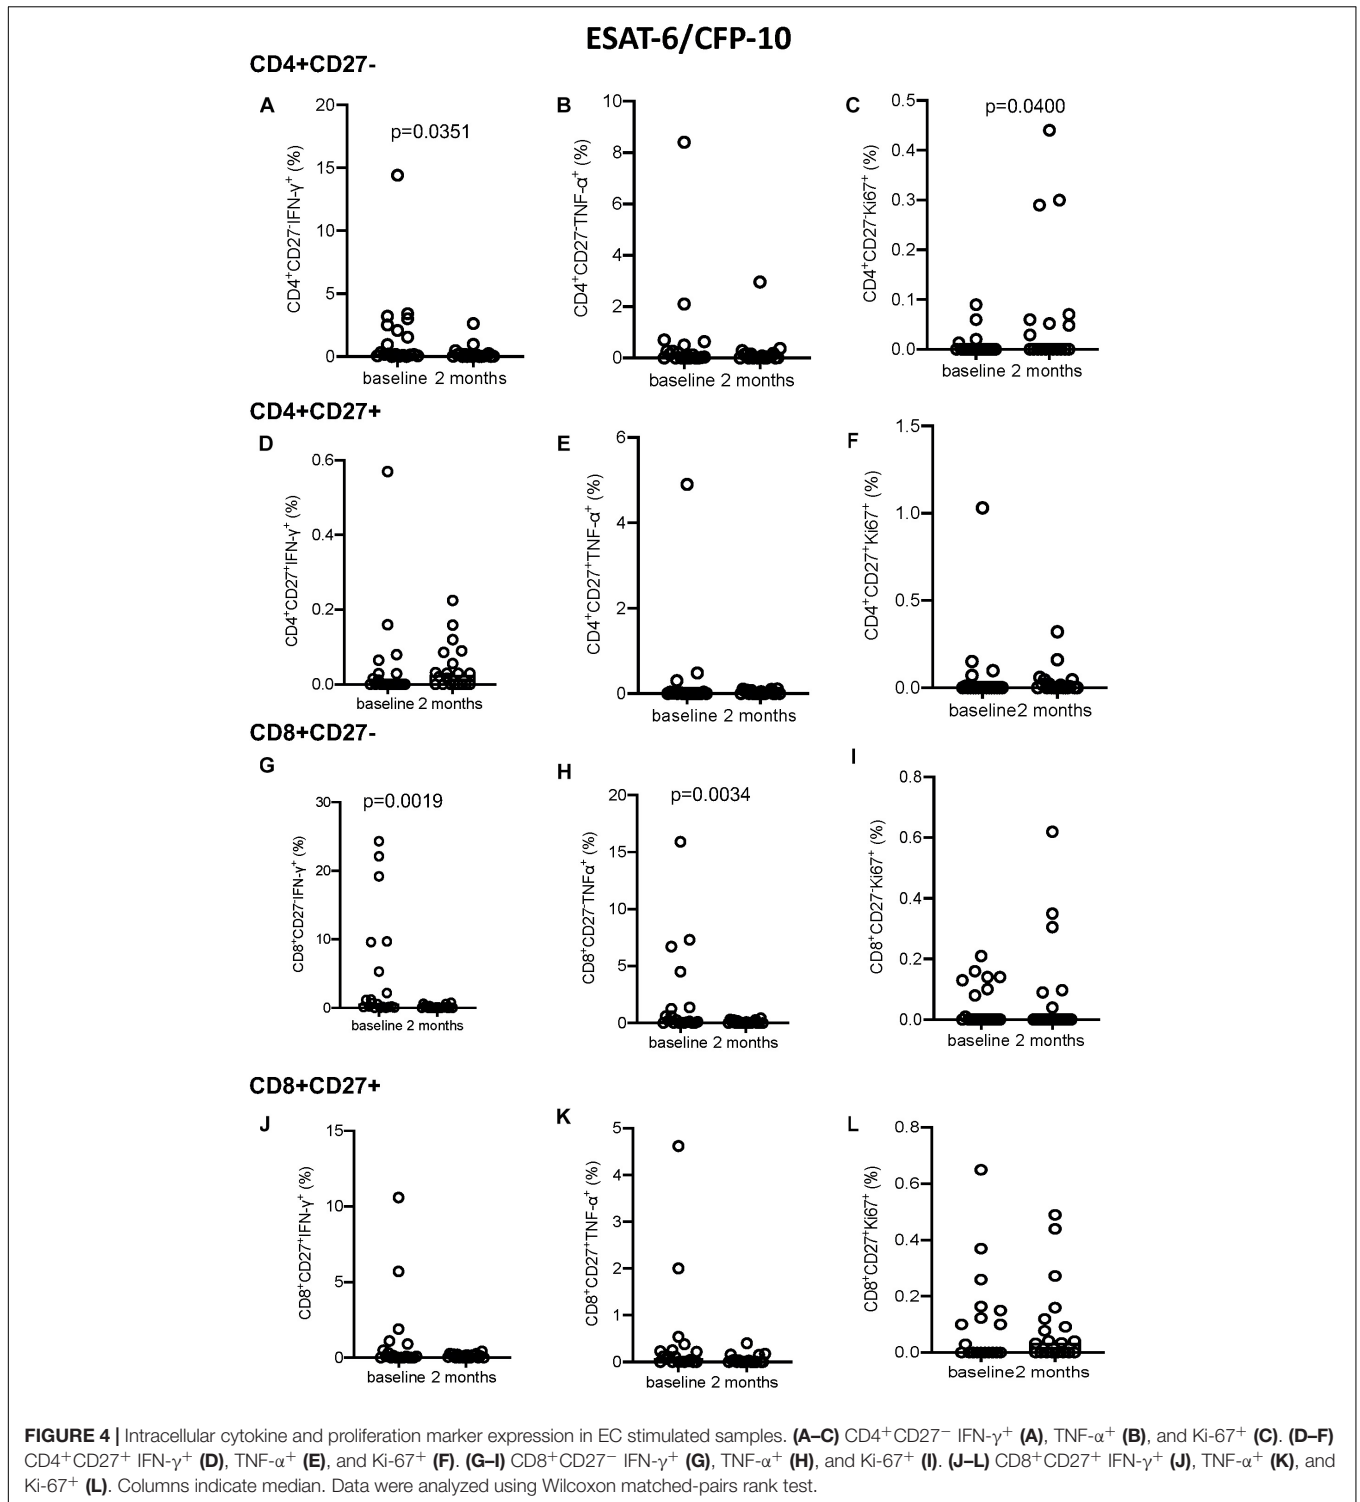 ESAT-6/CFP-10
CD4+CD27-
A
20
15
10
5
0
p=0.0351
CD4⁺CD27⁻IFN-γ⁺ (%)
baseline 2 months
B
10
8
6
4
2
0
CD4⁺CD27⁻TNF-α⁺ (%)
baseline 2 months
C
0.5
0.4
0.3
0.2
0.1
0.0
p=0.0400
CD4⁺CD27⁻Ki67⁺ (%)
baseline 2 months
CD4+CD27+
D
0.6
0.4
0.2
0.0
CD4⁺CD27⁺IFN-γ⁺ (%)
baseline 2 months
E
6
4
2
0
CD4⁺CD27⁺TNF-α⁺ (%)
baseline 2 months
F
1.5
1.0
0.5
0.0
CD4⁺CD27⁺Ki67⁺ (%)
baseline2 months
CD8+CD27-
G
30
20
10
0
p=0.0019
CD8⁺CD27⁻IFN-γ⁺ (%)
baseline 2 months
H
20
15
10
5
0
p=0.0034
CD8⁺CD27⁻TNFα⁺ (%)
baseline 2 months
I
0.8
0.6
0.4
0.2
0.0
CD8⁺CD27⁻Ki67⁺ (%)
baseline 2 months
CD8+CD27+
J
15
10
5
0
CD8⁺CD27⁺IFN-γ⁺ (%)
baseline 2 months
K
5
4
3
2
1
0
CD8⁺CD27⁺TNF-α⁺ (%)
baseline 2 months
L
0.8
0.6
0.4
0.2
0.0
CD8⁺CD27⁺Ki67⁺ (%)
baseline2 months
FIGURE 4 | Intracellular cytokine and proliferation marker expression in EC stimulated samples. (A–C) CD4⁺CD27⁻ IFN-γ⁺ (A), TNF-α⁺ (B), and Ki-67⁺ (C). (D–F)
CD4⁺CD27⁺ IFN-γ⁺ (D), TNF-α⁺ (E), and Ki-67⁺ (F). (G–I) CD8⁺CD27⁻ IFN-γ⁺ (G), TNF-α⁺ (H), and Ki-67⁺ (I). (J–L) CD8⁺CD27⁺ IFN-γ⁺ (J), TNF-α⁺ (K), and
Ki-67⁺ (L). Columns indicate median. Data were analyzed using Wilcoxon matched-pairs rank test.